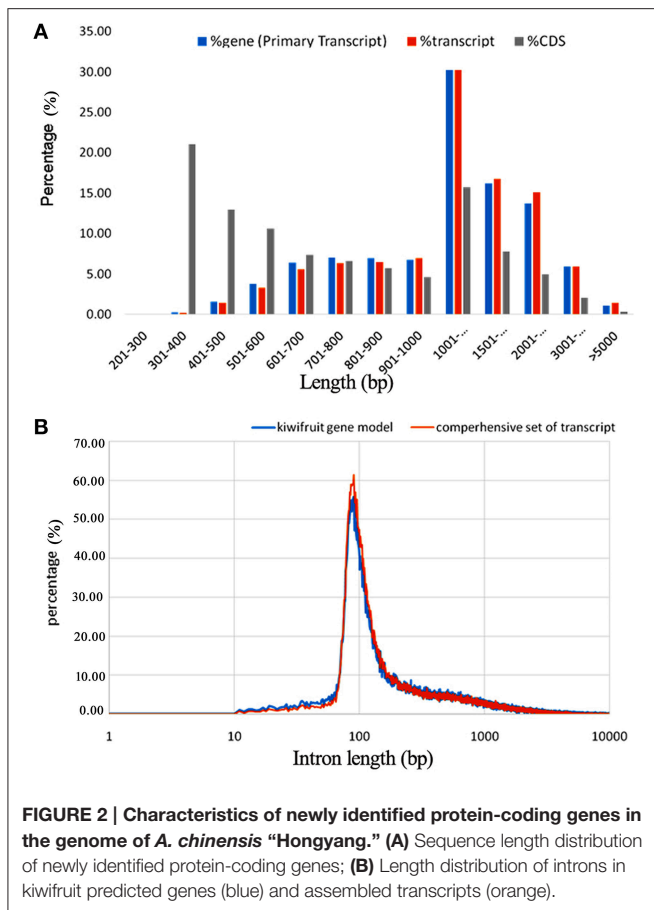 A
35.00
%gene (Primary Transcript) %transcript %CDS
30.00
25.00
20.00
15.00
10.00
5.00
0.00
Percentage (%)
201-300
301-400
401-500
501-600
601-700
701-800
801-900
901-1000
1001-...
1501-...
2001-...
3001-...
>5000
Length (bp)
B
70.00
kiwifruit gene model comperhensive set of transcript
60.00
50.00
40.00
30.00
20.00
10.00
0.00
percentage (%)
1 10 100 1000 10000
Intron length (bp)
FIGURE 2 | Characteristics of newly identified protein-coding genes in
the genome of A. chinensis “Hongyang.” (A) Sequence length distribution
of newly identified protein-coding genes; (B) Length distribution of introns in
kiwifruit predicted genes (blue) and assembled transcripts (orange).